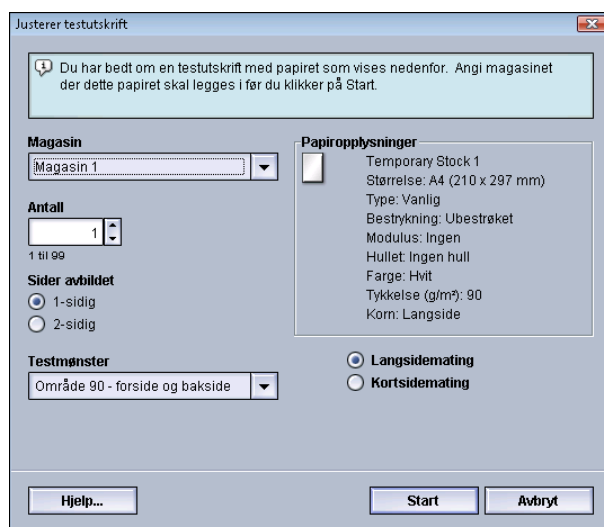 Justerer testutskrift
Du har bedt om en testutskrift med papiret som vises nedenfor. Angi magasinet
der dette papiret skal legges i før du klikker på Start.
Magasin
Magasin 1
Antall
1
1 til 99
Sider avbildet
1-sidig
2-sidig
Testmønster
Område 90 - forside og bakside
Papiropplysninger
Temporary Stock 1
Størrelse: A4 (210 x 297 mm)
Type: Vanlig
Bestrykning: Ubestrøket
Modulus: Ingen
Hullet: Ingen hull
Farge: Hvit
Tykkelse (g/m²): 90
Korn: Langside
Langsidemating
Kortsidemating
Hjelp...
Start
Avbryt